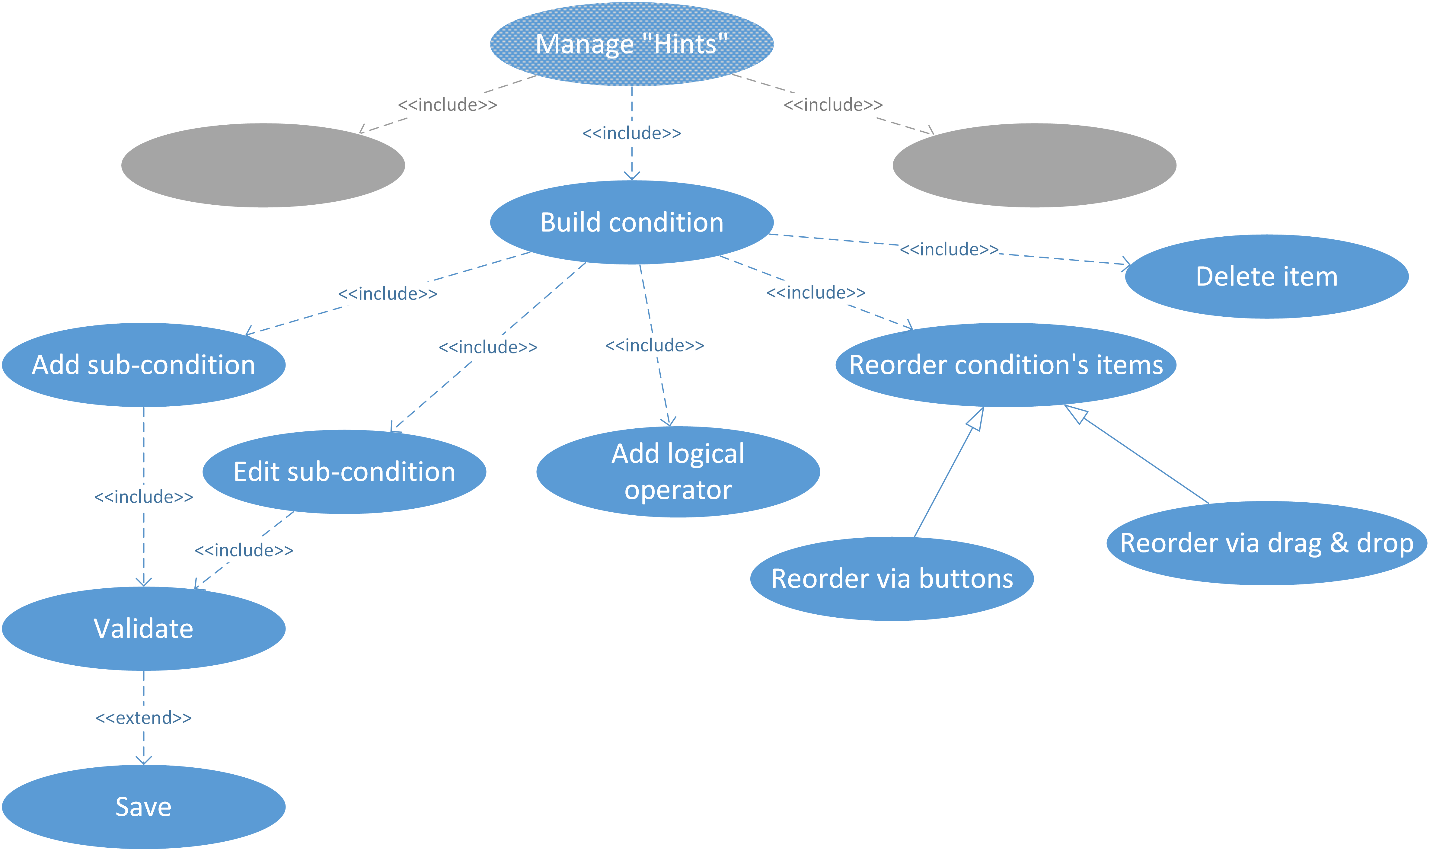 Manage "Hints"
<<include>>
<<include>>
<<include>>
Build condition
<<include>>
Delete item
<<include>>
<<include>>
<<include>>
<<include>>
Add sub-condition
Reorder condition's items
Edit sub-condition
Add logical
operator
<<include>>
<<include>>
Reorder via drag & drop
Reorder via buttons
Validate
<<extend>>
Save